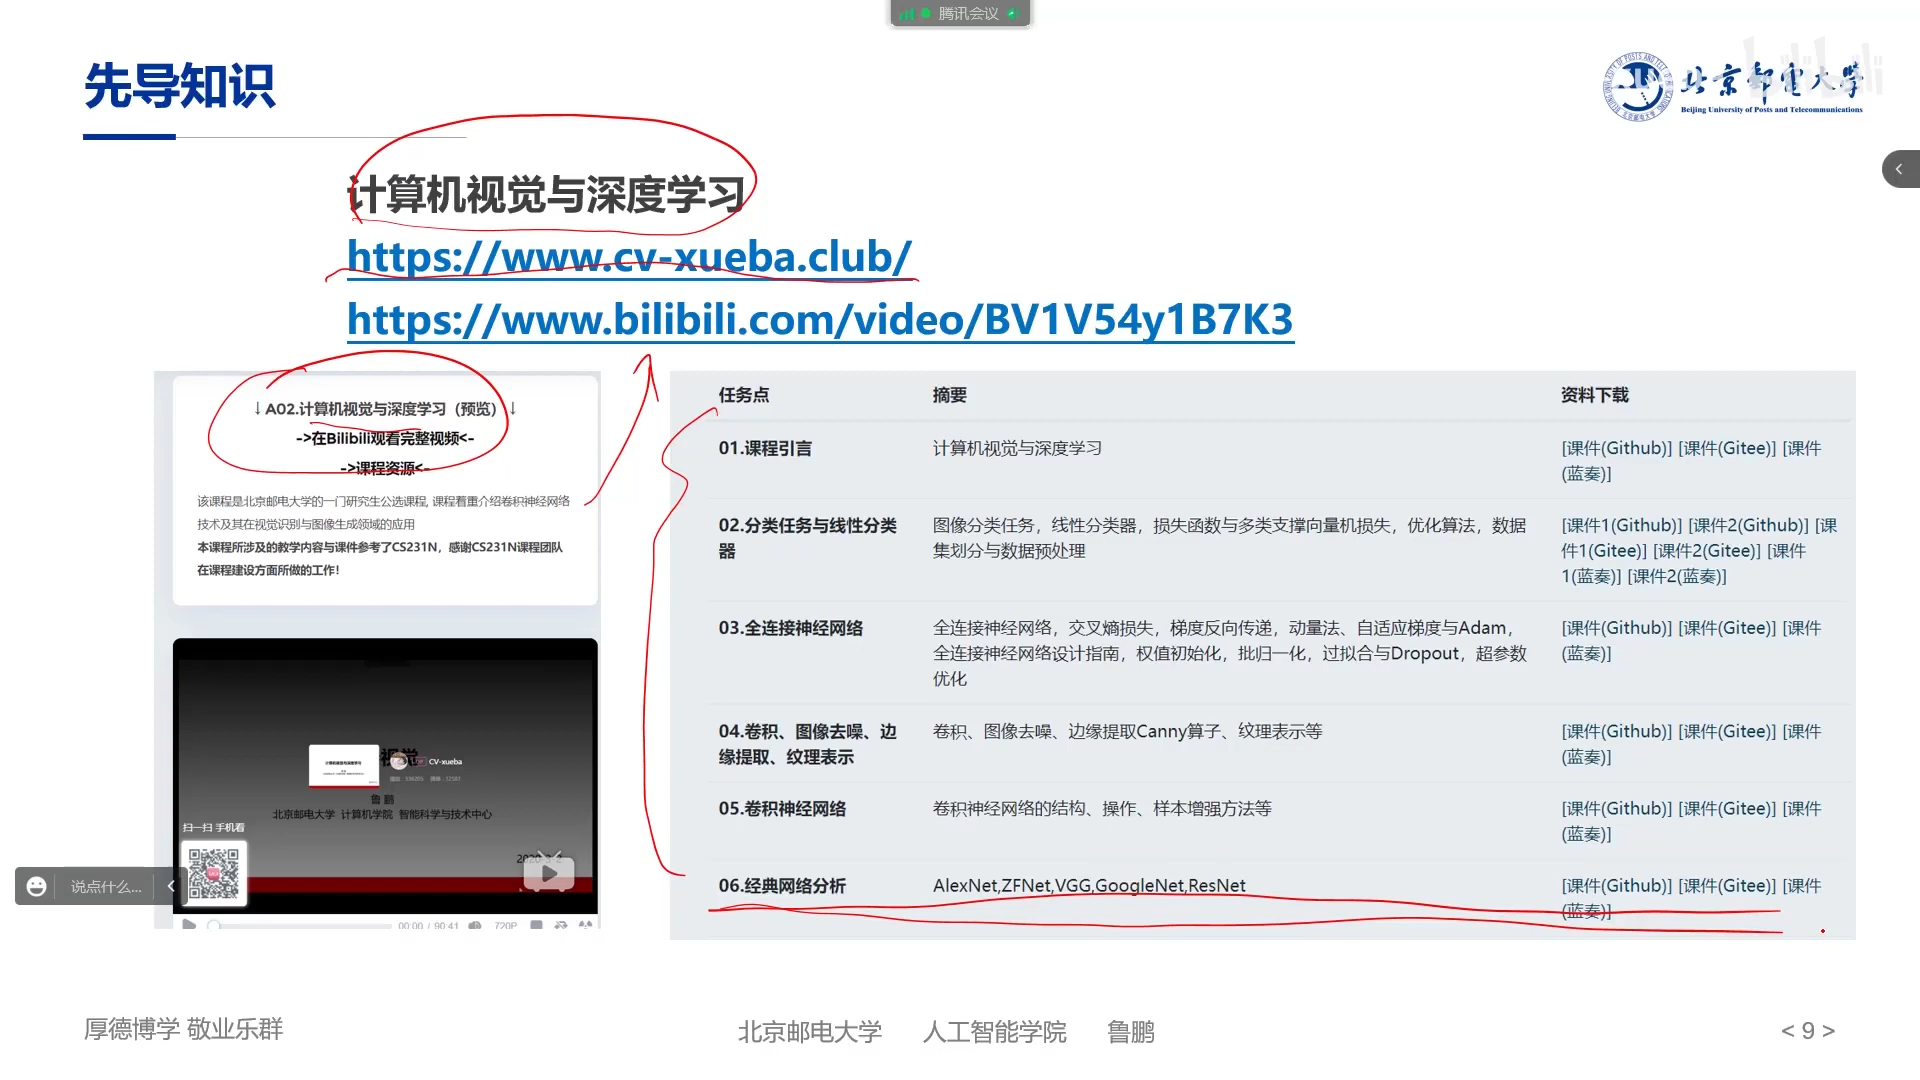 腾讯会议
先导知识
北京邮电大学
Beijing University of Posts and Telecommunications
计算机视觉与深度学习
https://www.cv-xueba.club/
https://www.bilibili.com/video/BV1V54y1B7K3
↓A02.计算机视觉与深度学习（预览）↓
->在Bilibili观看完整视频<-
->课程资源<-
该课程是北京邮电大学的一门研究生公选课程, 课程着重介绍卷积神经网络
技术及其在视觉识别与图像生成领域的应用
本课程所涉及的教学内容与课件参考了CS231N，感谢CS231N课程团队
在课程建设方面所做的工作!
CV-xueba
鲁 鹏
北京邮电大学 计算机学院 智能科学与技术中心
扫一扫 手机看
说点什么...
00:00 / 90:41 720P
任务点 摘要 资料下载
01.课程引言 计算机视觉与深度学习 [课件(Github)] [课件(Gitee)] [课件
(蓝奏)]
02.分类任务与线性分类 图像分类任务，线性分类器，损失函数与多类支撑向量机损失，优化算法，数据 [课件1(Github)] [课件2(Github)] [课
器 集划分与数据预处理 件1(Gitee)] [课件2(Gitee)] [课件
1(蓝奏)] [课件2(蓝奏)]
03.全连接神经网络 全连接神经网络，交叉熵损失，梯度反向传递，动量法、自适应梯度与Adam， [课件(Github)] [课件(Gitee)] [课件
全连接神经网络设计指南，权值初始化，批归一化，过拟合与Dropout，超参数 (蓝奏)]
优化
04.卷积、图像去噪、边 卷积、图像去噪、边缘提取Canny算子、纹理表示等 [课件(Github)] [课件(Gitee)] [课件
缘提取、纹理表示 (蓝奏)]
05.卷积神经网络 卷积神经网络的结构、操作、样本增强方法等 [课件(Github)] [课件(Gitee)] [课件
(蓝奏)]
06.经典网络分析 AlexNet,ZFNet,VGG,GoogleNet,ResNet [课件(Github)] [课件(Gitee)] [课件
(蓝奏)]
厚德博学 敬业乐群 北京邮电大学 人工智能学院 鲁鹏 < 9 >